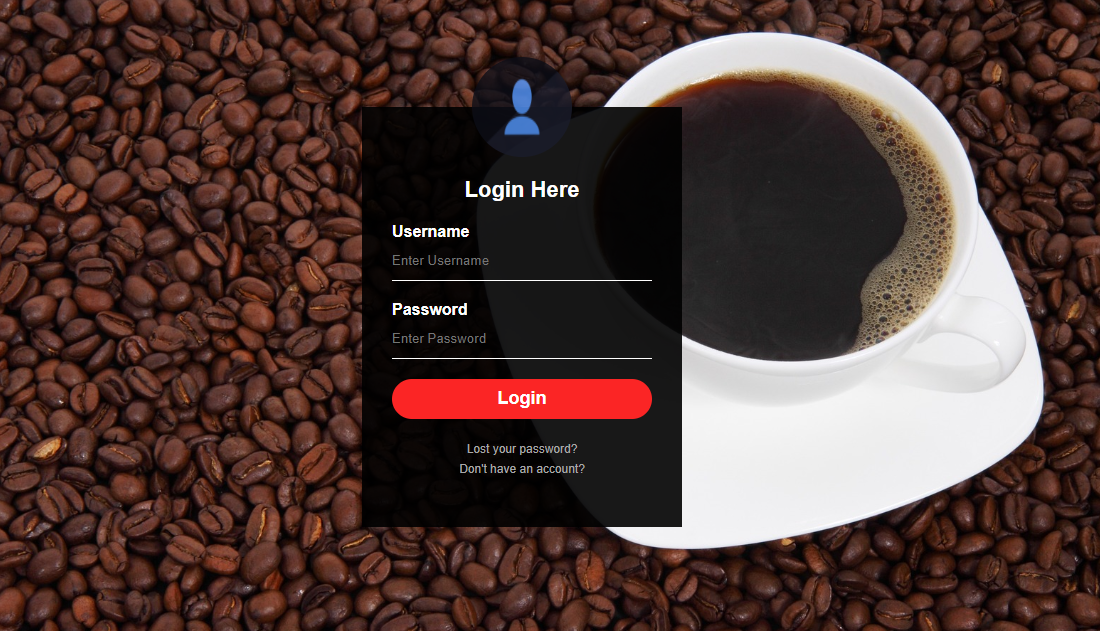 Login Here
Username
Enter Username
Password
Enter Password
Login
Lost your password?
Don't have an account?